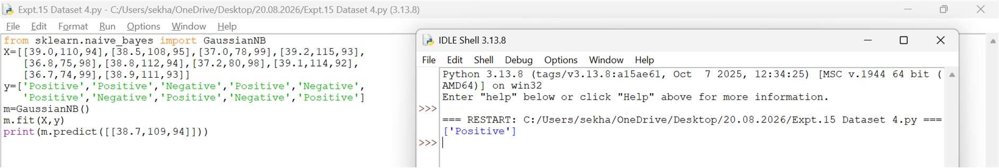 Expt.15 Dataset 4.py - C:/Users/sekha/OneDrive/Desktop/20.08.2026/Expt.15 Dataset 4.py (3.13.8)
File Edit Format Run Options Window Help
from sklearn.naive_bayes import GaussianNB
X=[[39.0,110,94],[38.5,108,95],[37.0,78,99],[39.2,115,93],
   [36.8,75,98],[38.8,112,94],[37.2,80,98],[39.1,114,92],
   [36.7,74,99],[38.9,111,93]]
y=['Positive','Positive','Negative','Positive','Negative',
   'Positive','Negative','Positive','Negative','Positive']
m=GaussianNB()
m.fit(X,y)
print(m.predict([[38.7,109,94]]))
IDLE Shell 3.13.8
File Edit Shell Debug Options Window Help
Python 3.13.8 (tags/v3.13.8:a15ae61, Oct  7 2025, 12:34:25) [MSC v.1944 64 bit (
AMD64)] on win32
Enter "help" below or click "Help" above for more information.
>>>
=== RESTART: C:/Users/sekha/OneDrive/Desktop/20.08.2026/Expt.15 Dataset 4.py ===
['Positive']
>>>